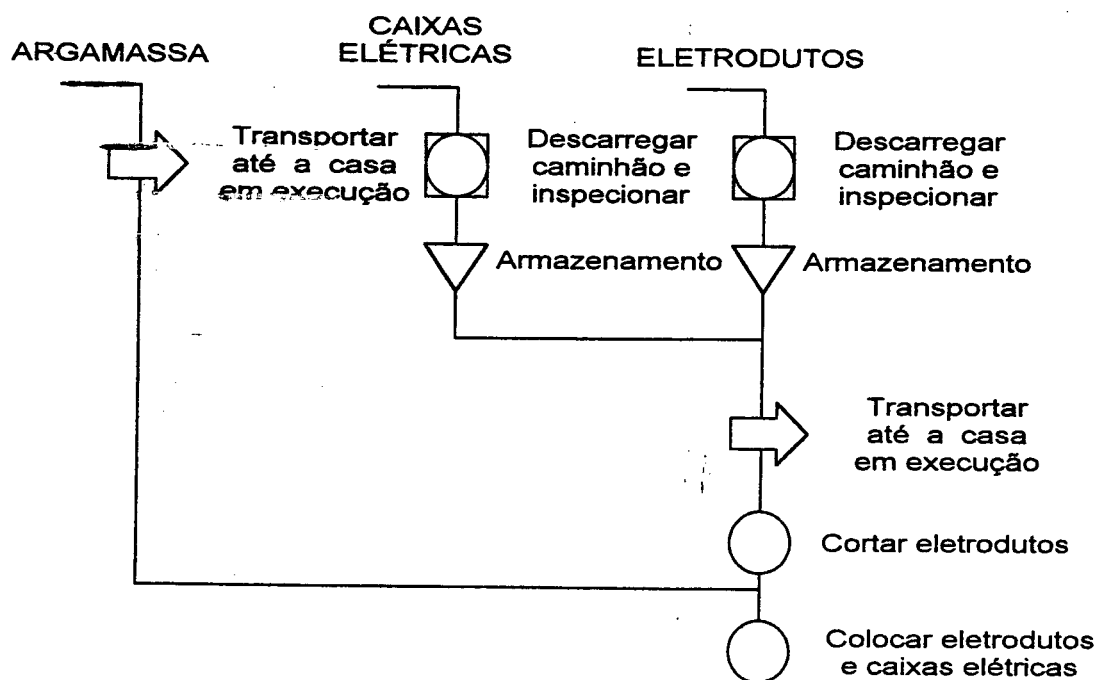 ARGAMASSA
CAIXAS
ELÉTRICAS
ELETRODUTOS
Transportar
até a casa
em execução
Descarregar
caminhão e
inspecionar
Descarregar
caminhão e
inspecionar
Armazenamento
Armazenamento
Transportar
até a casa
em execução
Cortar eletrodutos
Colocar eletrodutos
e caixas elétricas